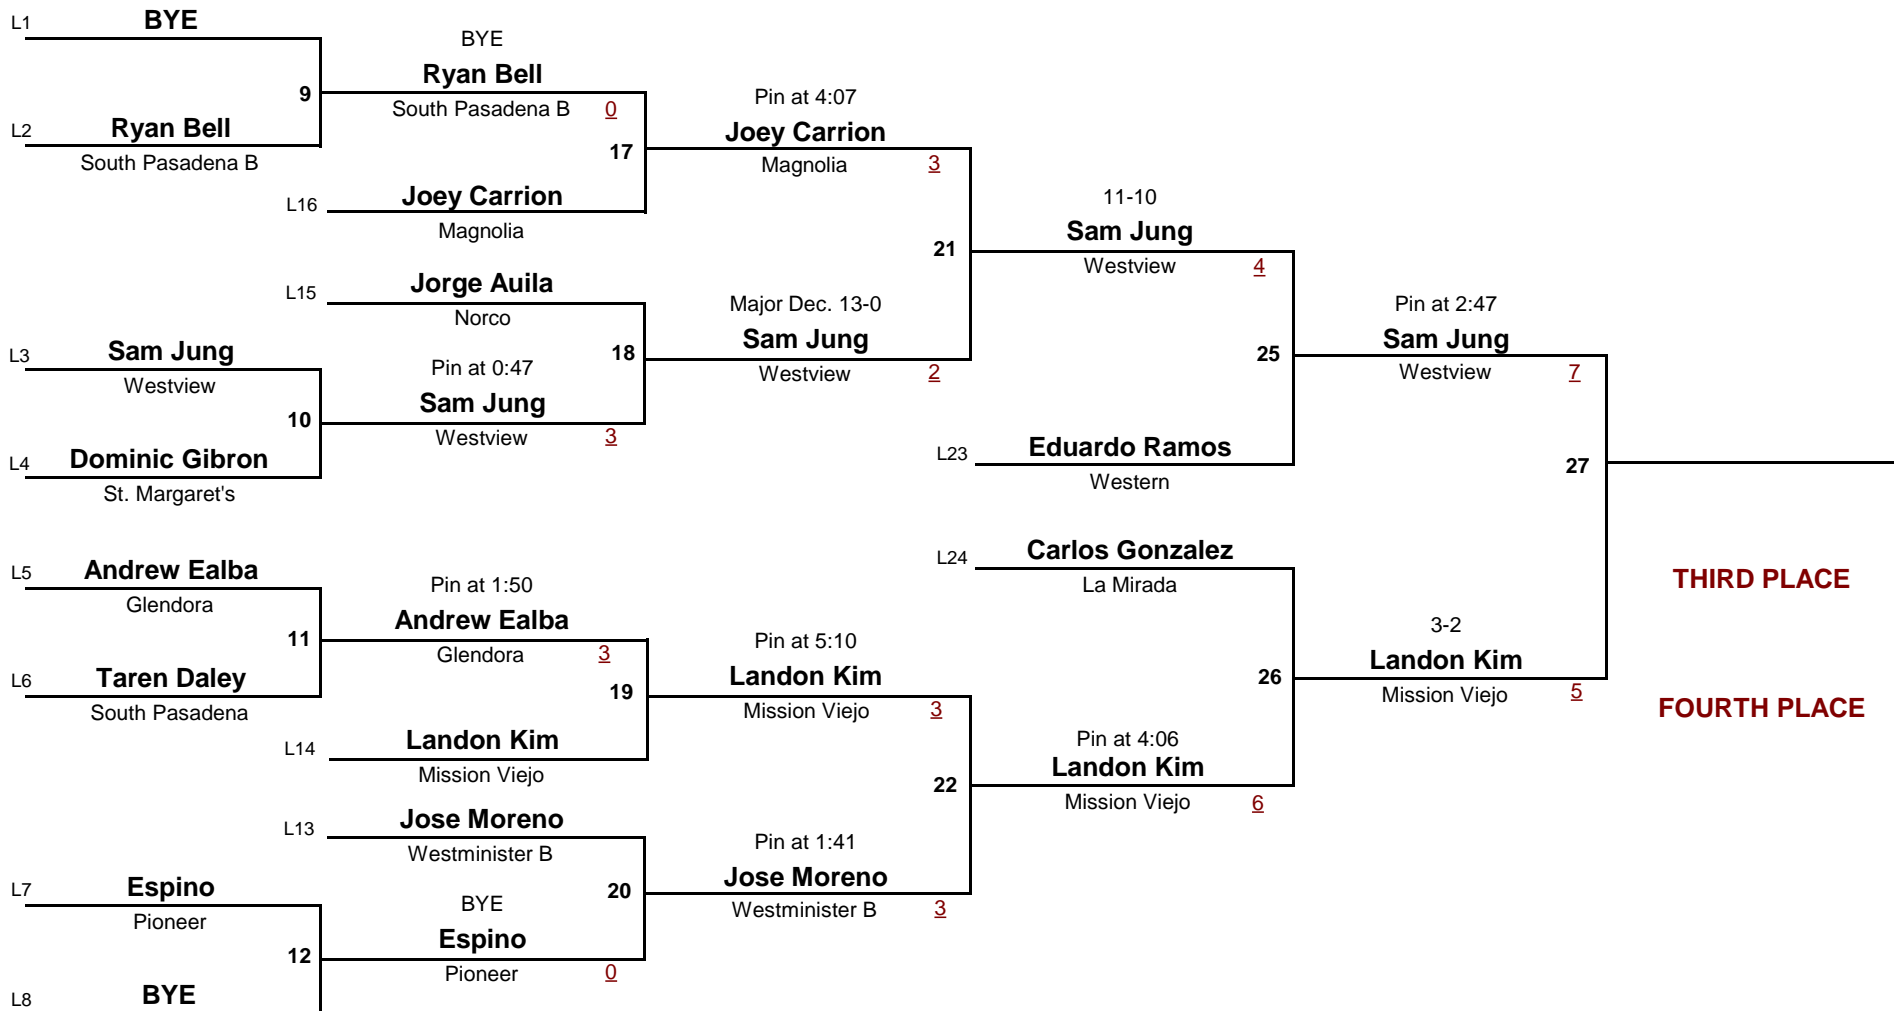 L1
BYE
9
L2
Ryan Bell
South Pasadena B
BYE
Ryan Bell
South Pasadena B 0
17
L16
Joey Carrion
Magnolia
Pin at 4:07
Joey Carrion
Magnolia 3
21
L15
Jorge Auila
Norco
18
L3
Sam Jung
Westview
10
L4
Dominic Gibron
St. Margaret's
Pin at 0:47
Sam Jung
Westview 3
Major Dec. 13-0
Sam Jung
Westview 2
11-10
Sam Jung
Westview 4
25
L23
Eduardo Ramos
Western
Pin at 2:47
Sam Jung
Westview 7
27
L5
Andrew Ealba
Glendora
11
L6
Taren Daley
South Pasadena
Pin at 1:50
Andrew Ealba
Glendora 3
19
L14
Landon Kim
Mission Viejo
Pin at 5:10
Landon Kim
Mission Viejo 3
22
L13
Jose Moreno
Westminister B
20
L7
Espino
Pioneer
12
L8
BYE
BYE
Espino
Pioneer 0
Pin at 1:41
Jose Moreno
Westminister B 3
L24
Carlos Gonzalez
La Mirada
26
Pin at 4:06
Landon Kim
Mission Viejo 6
3-2
Landon Kim
Mission Viejo 5
THIRD PLACE
FOURTH PLACE